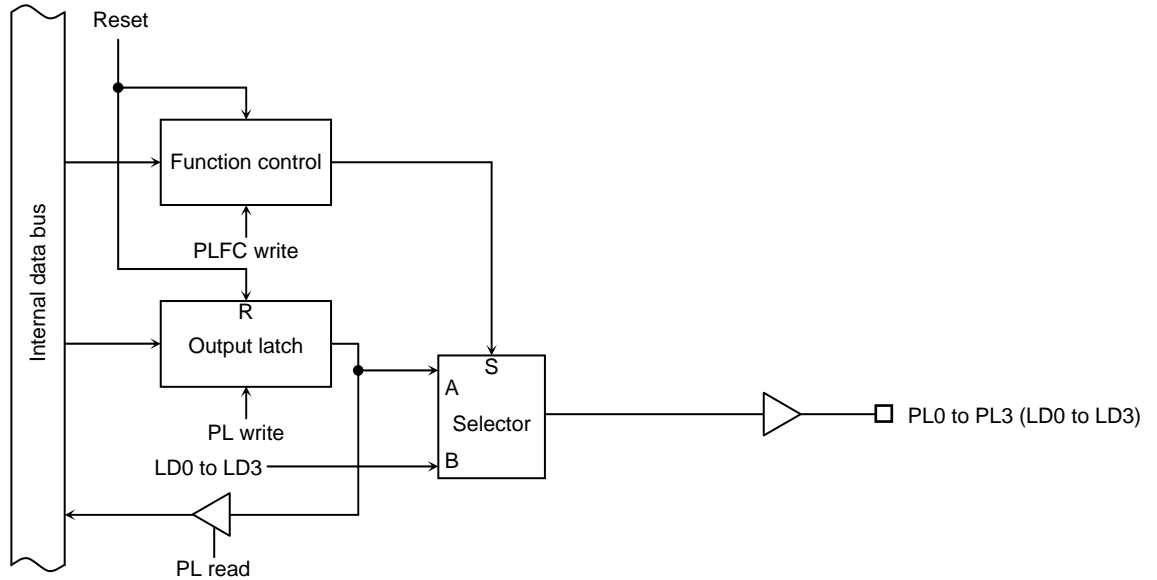 Reset
Function control
PLFC write
Internal data bus
R
Output latch
S
A
Selector
PL0 to PL3 (LD0 to LD3)
PL write
B
LD0 to LD3
PL read